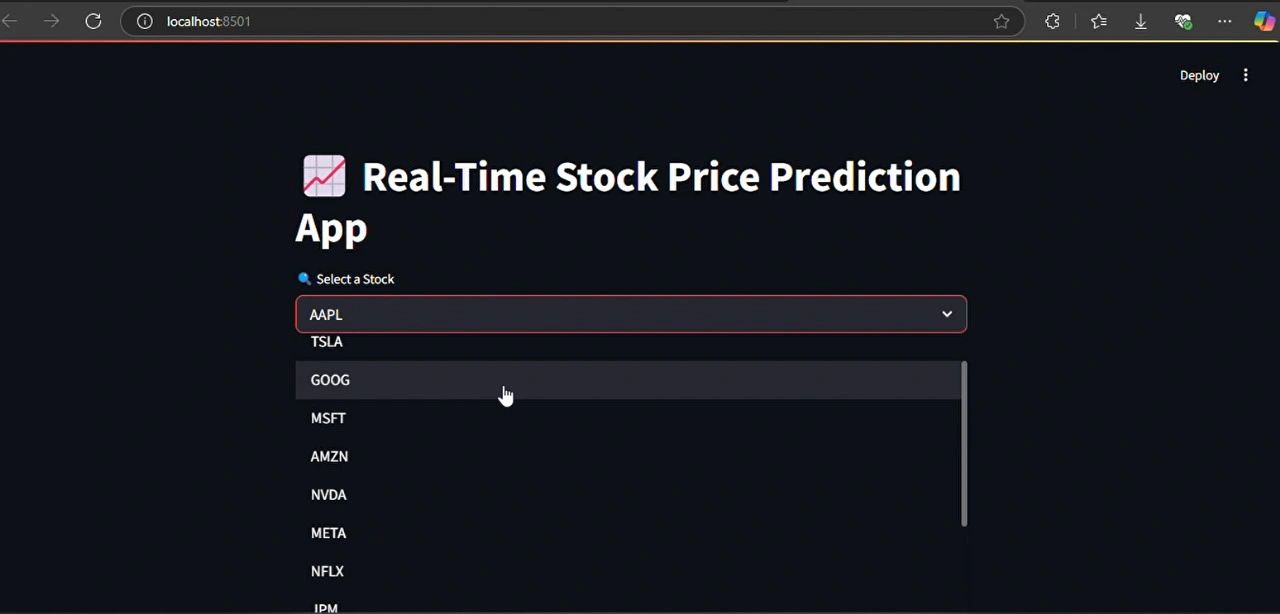 localhost:8501
Deploy
Real-Time Stock Price Prediction
App
Select a Stock
AAPL
TSLA
GOOG
MSFT
AMZN
NVDA
META
NFLX
JPM